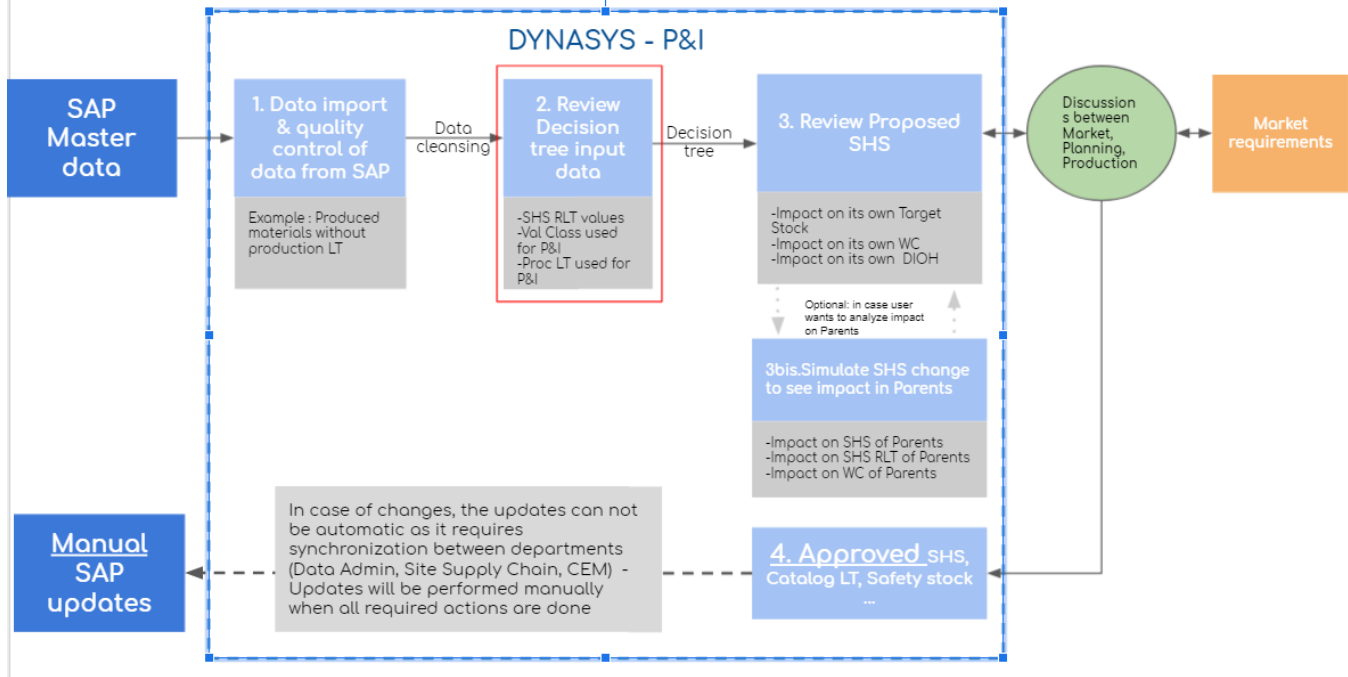 DYNASYS - P&I
SAP
Master
data
1. Data import
& quality
control of
data from SAP
Example : Produced
materials without
production LT
Data
cleansing
2. Review
Decision
tree input
data
-SHS RLT values
-Val Class used
for P&I
-Proc LT used for
P&I
Decision
tree
3. Review Proposed
SHS
-Impact on its own Target
Stock
-Impact on its own WC
-Impact on its own DIOH
Discussion
s between
Market,
Planning,
Production
Market
requirements
Optional: in case user
wants to analyze impact
on Parents
3bis.Simulate SHS change
to see impact in Parents
-Impact on SHS of Parents
-Impact on SHS RLT of Parents
-Impact on WC of Parents
4. Approved SHS,
Catalog LT, Safety stock
...
In case of changes, the updates can not
be automatic as it requires
synchronization between departments
(Data Admin, Site Supply Chain, CEM) -
Updates will be performed manually
when all required actions are done
Manual
SAP
updates